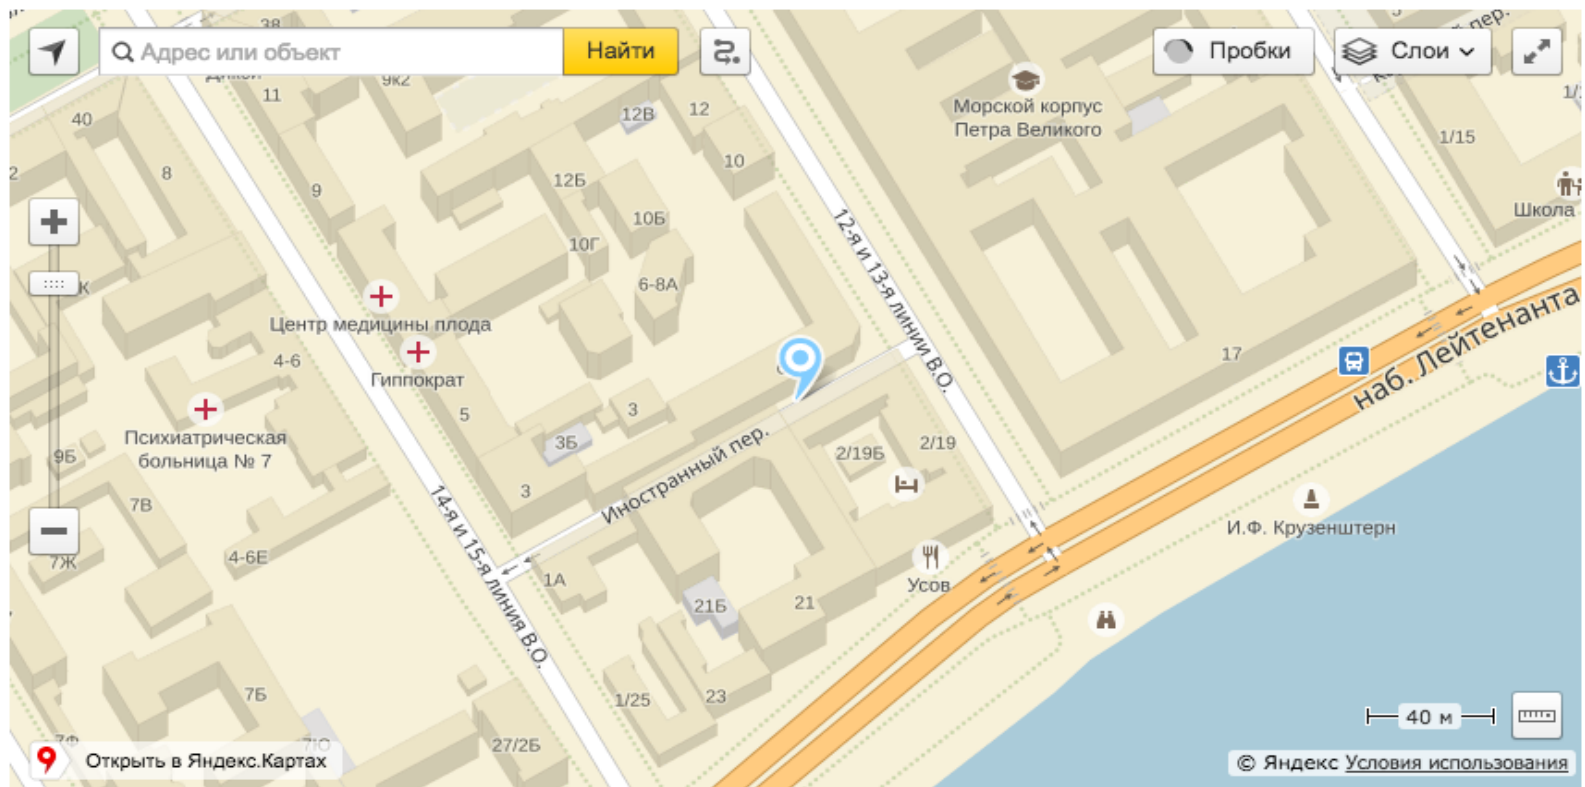 38
пер.
Адрес или объект
Найти
Пробки
Слои
9к2
11
12В
12
Морской корпус
Петра Великого
1/15
40
8
9
10
12Б
10Б
10Г
6-8А
Школа
12-я и 13-я линии В.О.
К
Центр медицины плода
Гиппократ
4-6
5
3
3Б
17
наб. Лейтенанта
Психиатрическая
больница № 7
9Б
7В
3
Иностранный пер.
2/19Б
2/19
14-я и 15-я линия В.О.
И.Ф. Крузенштерн
7Ж
4-6Е
1А
Усов
21Б
21
7Б
1/25
23
27/2Б
7Ф
7Ю
40 м
Открыть в Яндекс.Картах
© Яндекс Условия использования